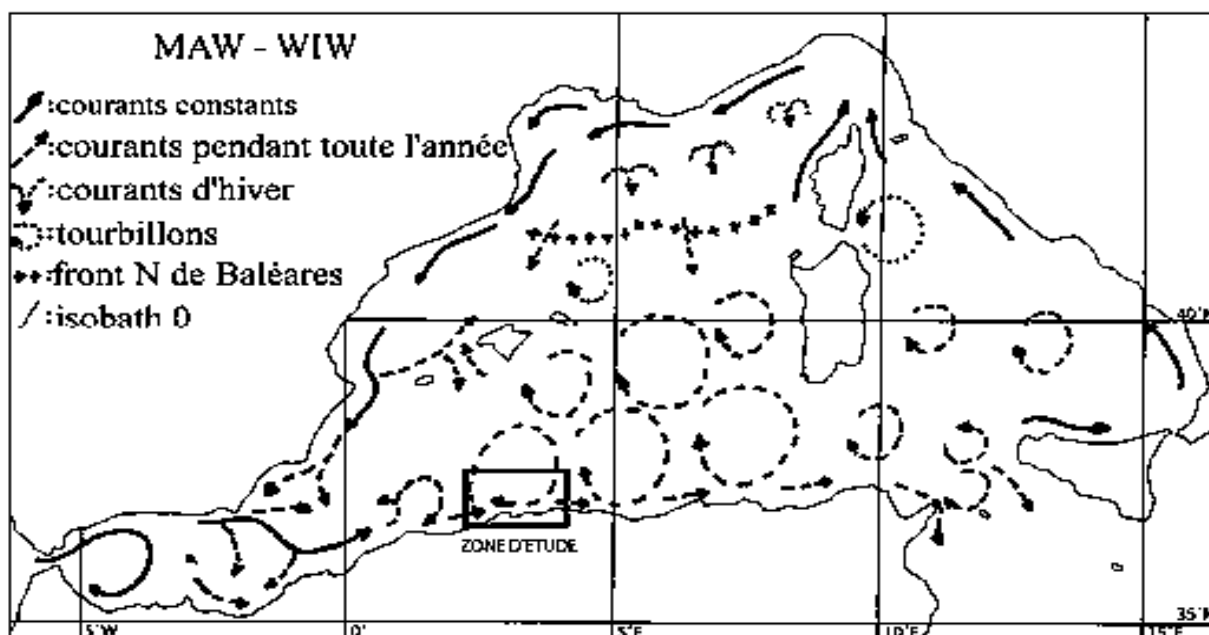 MAW - WIW
:courants constants
:courants pendant toute l'année
:courants d'hiver
:tourbillons
:front N de Baléares
:isobath 0
40°N
ZONE D'ETUDE
35°N
5°W
0°
5°E
10°E
15°E